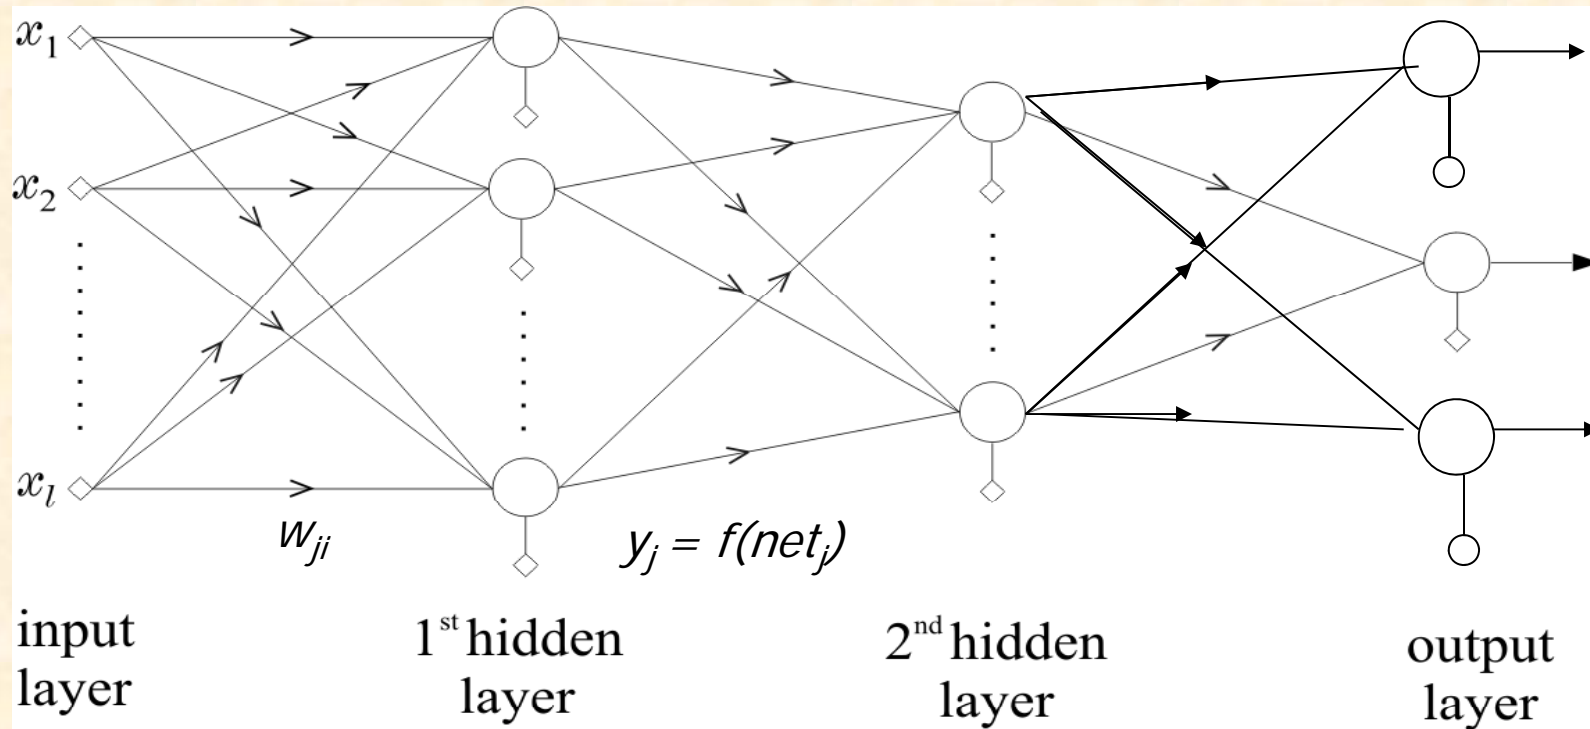 x₁
x₂
xₗ
wⱼᵢ
yⱼ = f(netⱼ)
input
layer
1ˢᵗ hidden
layer
2ⁿᵈ hidden
layer
output
layer